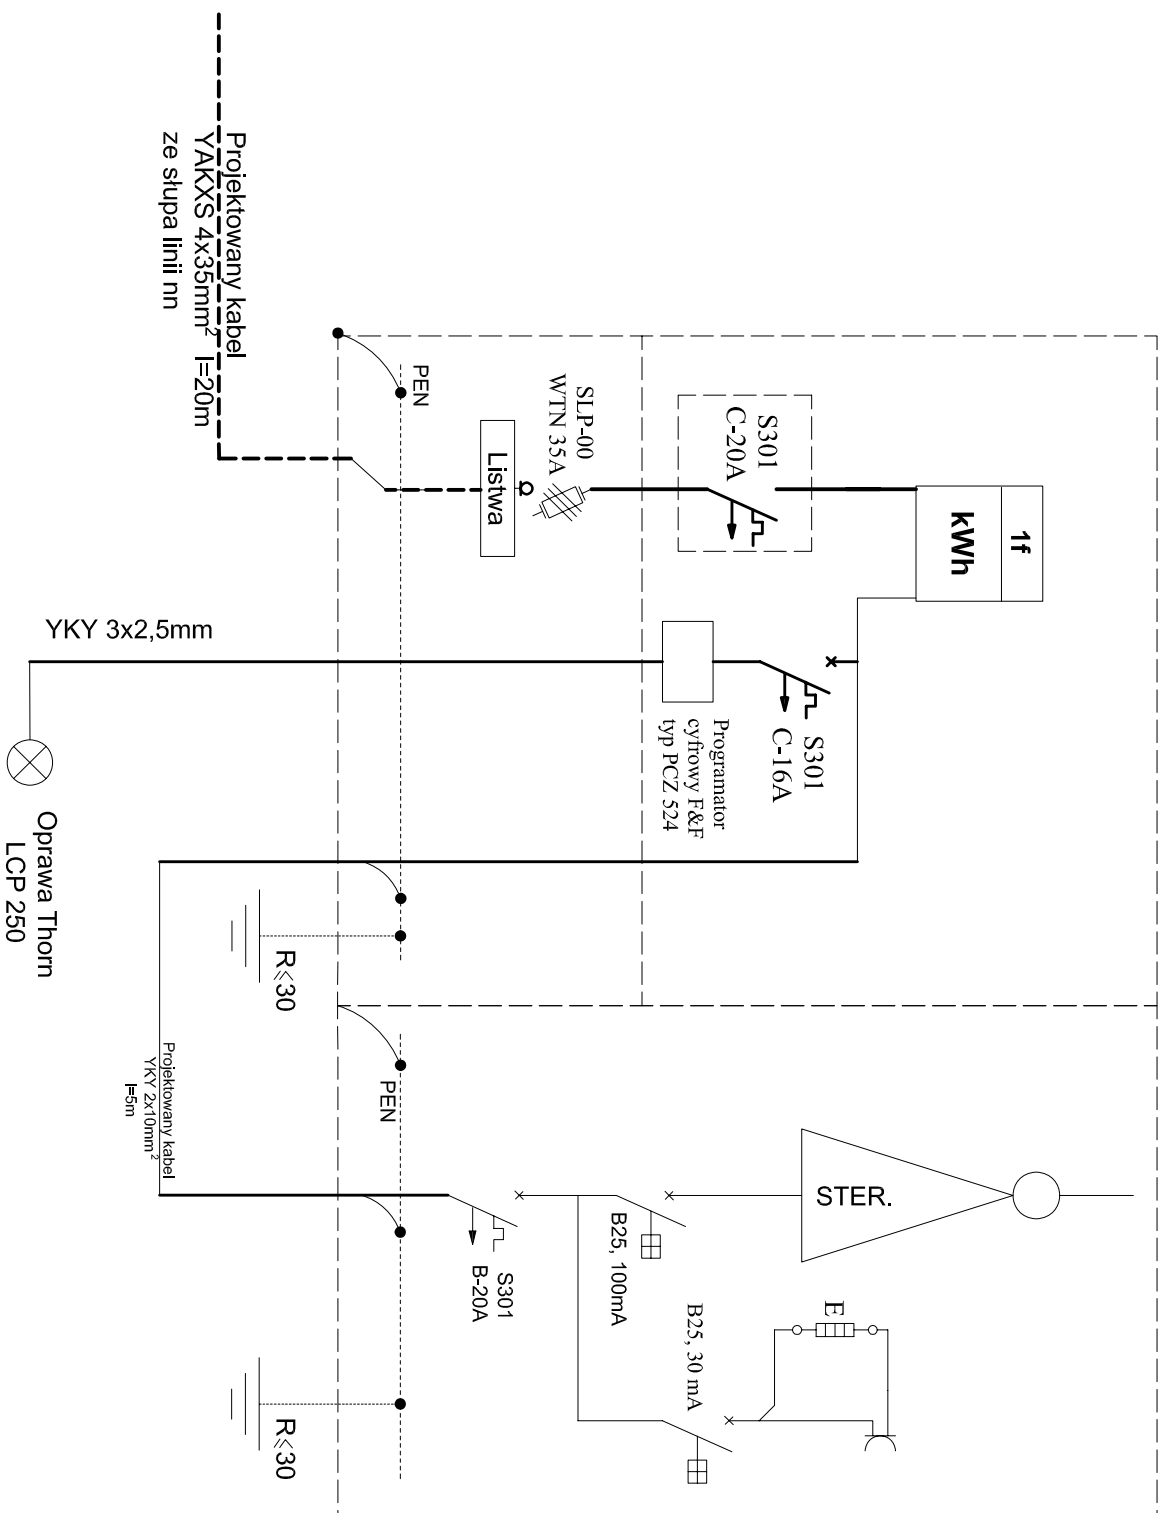 Projektowany kabel
YAKXS 4x35mm² l=20m
ze słupa linii nn
PEN
Listwa
SLP-00
WTN 35A
S301
C-20A
1f
kWh
YKY 3x2,5mm
Oprawa Thorn
LCP 250
Programator
cyfrowy F&F
typ PCZ 524
S301
C-16A
R≤30
Projektowany kabel
YKY 2x10mm²
l=5m
PEN
S301
B-20A
B25, 100mA
STER.
B25, 30 mA
E
R≤30